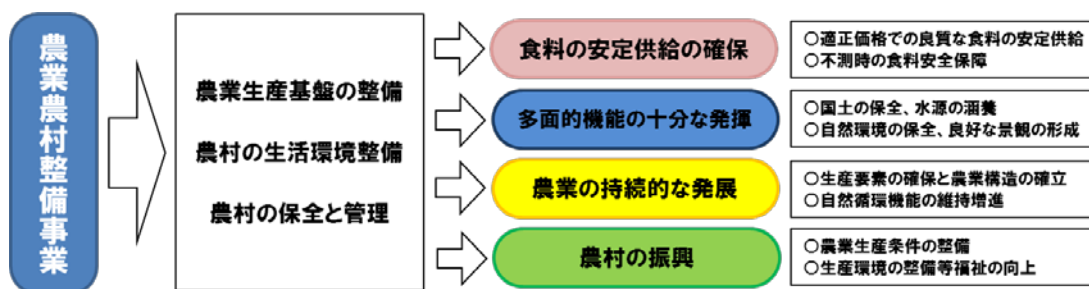 農業農村整備事業
農業生産基盤の整備
農村の生活環境整備
農村の保全と管理
食料の安定供給の確保
○適正価格での良質な食料の安定供給
○不測時の食料安全保障
多面的機能の十分な発揮
○国土の保全、水源の涵養
○自然環境の保全、良好な景観の形成
農業の持続的な発展
○生産要素の確保と農業構造の確立
○自然循環機能の維持増進
農村の振興
○農業生産条件の整備
○生産環境の整備等福祉の向上